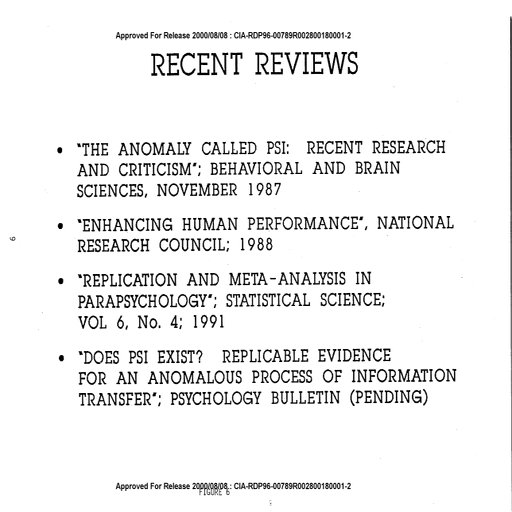 Approved For Release 2000/08/08 : CIA-RDP96-00789R002800180001-2
RECENT REVIEWS
• "THE ANOMALY CALLED PSI: RECENT RESEARCH
AND CRITICISM"; BEHAVIORAL AND BRAIN
SCIENCES, NOVEMBER 1987
• "ENHANCING HUMAN PERFORMANCE", NATIONAL
RESEARCH COUNCIL; 1988
9
• "REPLICATION AND META-ANALYSIS IN
PARAPSYCHOLOGY"; STATISTICAL SCIENCE;
VOL 6, No. 4; 1991
• "DOES PSI EXIST? REPLICABLE EVIDENCE
FOR AN ANOMALOUS PROCESS OF INFORMATION
TRANSFER"; PSYCHOLOGY BULLETIN (PENDING)
Approved For Release 2000/08/08 : CIA-RDP96-00789R002800180001-2
FIGURE 6